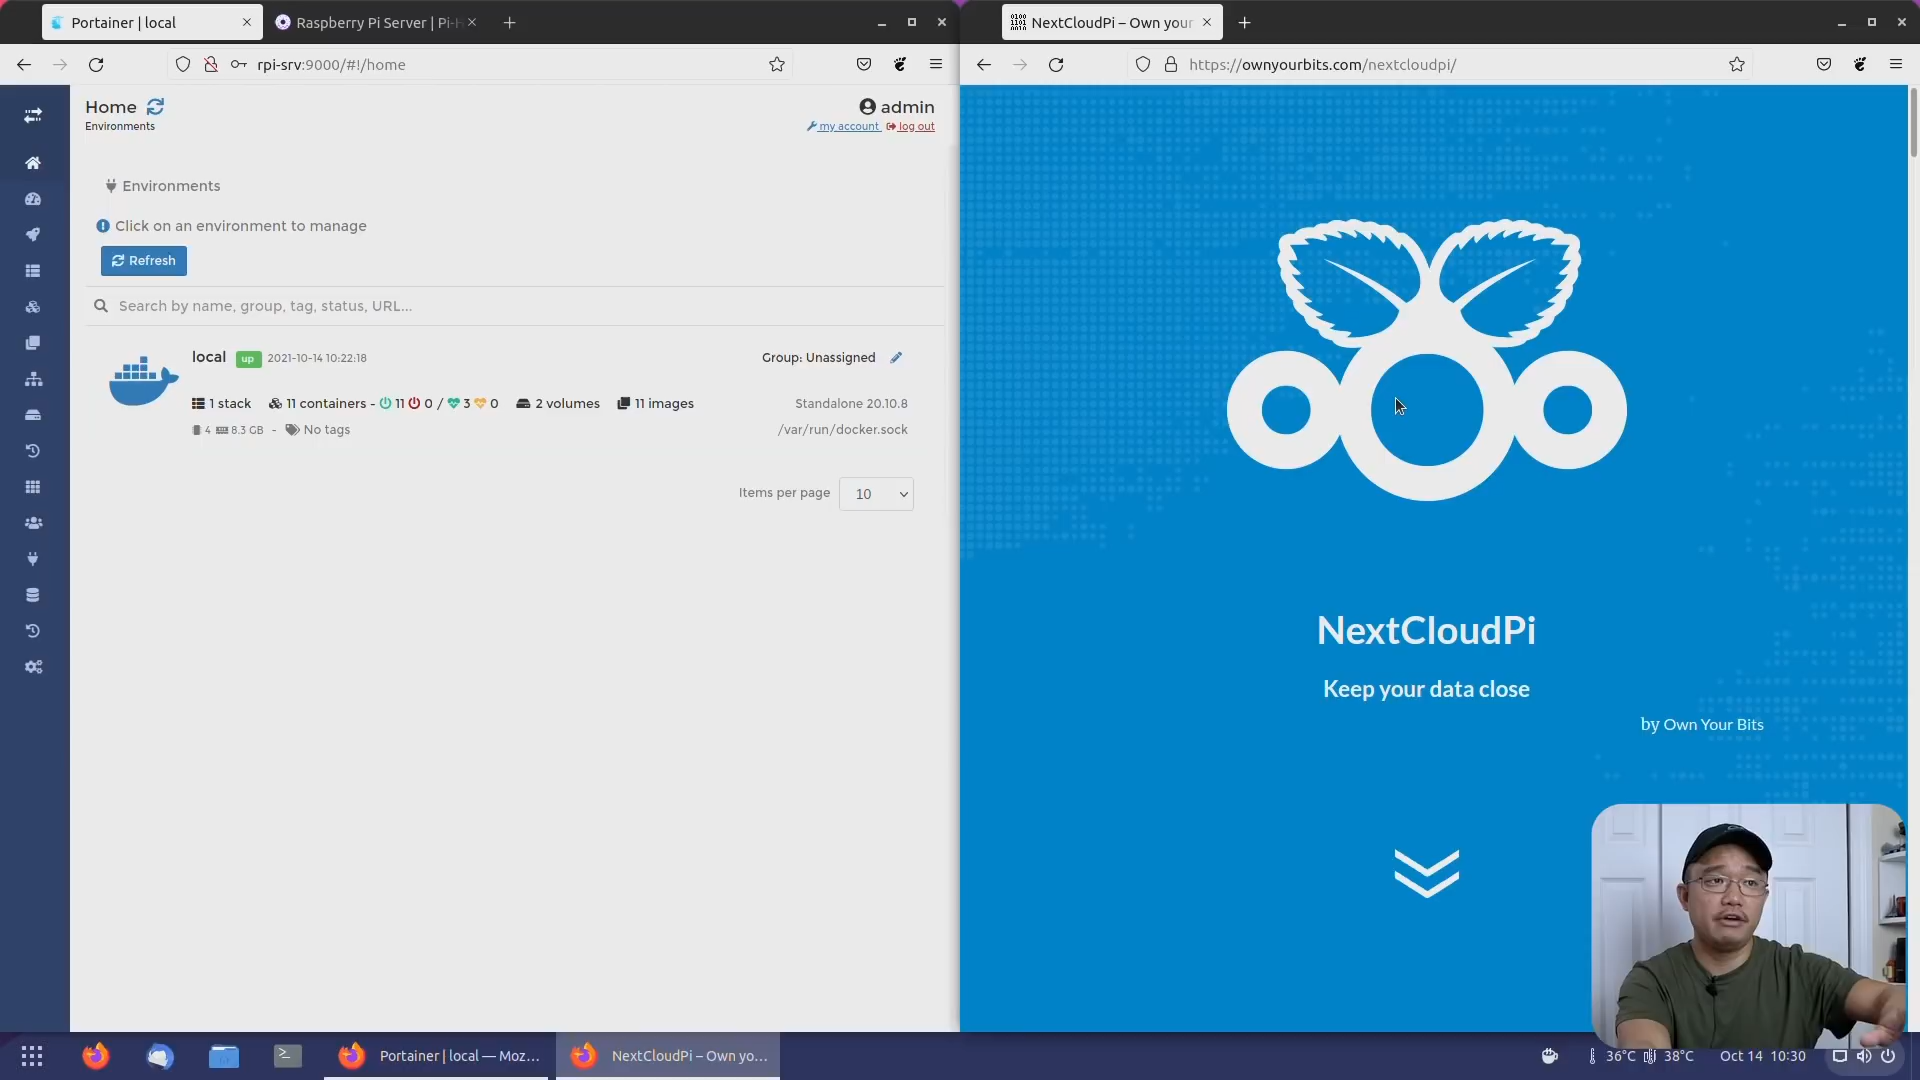 Portainer | local
Raspberry Pi Server | Pi-H
rpi-srv:9000/#!/home
Home
Environments
admin
my account
log out
Environments
Click on an environment to manage
Refresh
Search by name, group, tag, status, URL...
local
up
2021-10-14 10:22:18
Group: Unassigned
1 stack
11 containers - 11 0 / 3 0
2 volumes
11 images
Standalone 20.10.8
4
8.3 GB - No tags
/var/run/docker.sock
Items per page
10
NextCloudPi – Own your
https://ownyourbits.com/nextcloudpi/
NextCloudPi
Keep your data close
by Own Your Bits
Portainer | local — Moz...
NextCloudPi – Own yo...
36°C
38°C
Oct 14 10:30